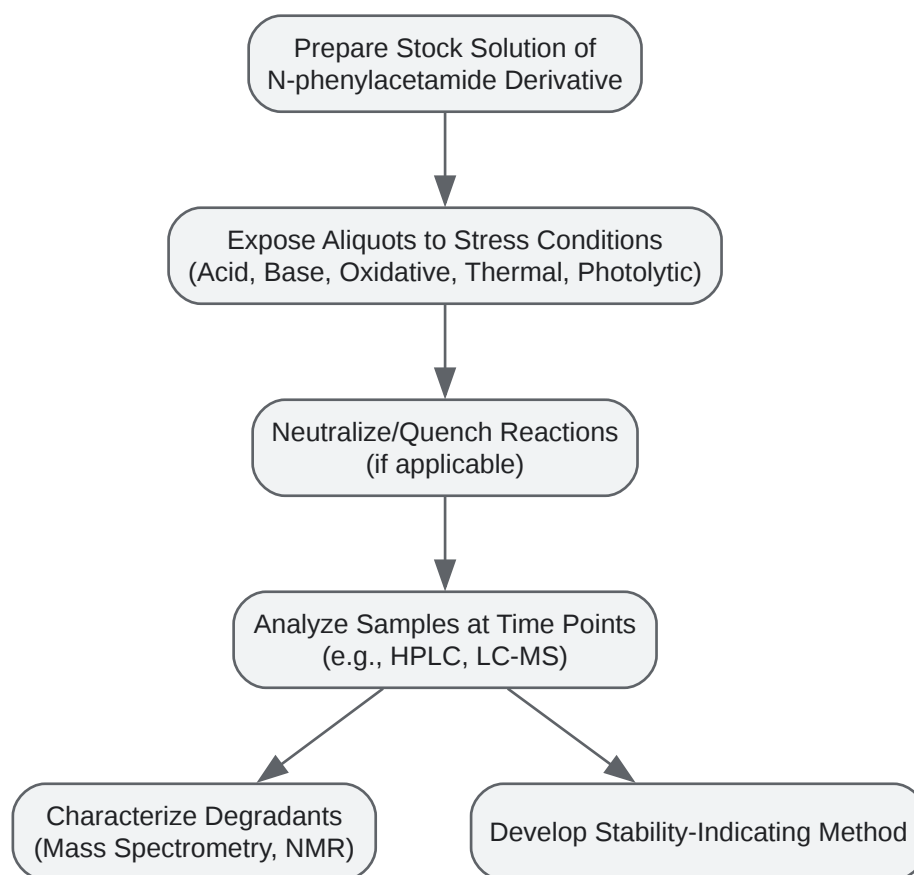 Prepare Stock Solution of
N-phenylacetamide Derivative
Expose Aliquots to Stress Conditions
(Acid, Base, Oxidative, Thermal, Photolytic)
Neutralize/Quench Reactions
(if applicable)
Analyze Samples at Time Points
(e.g., HPLC, LC-MS)
Characterize Degradants
(Mass Spectrometry, NMR)
Develop Stability-Indicating Method